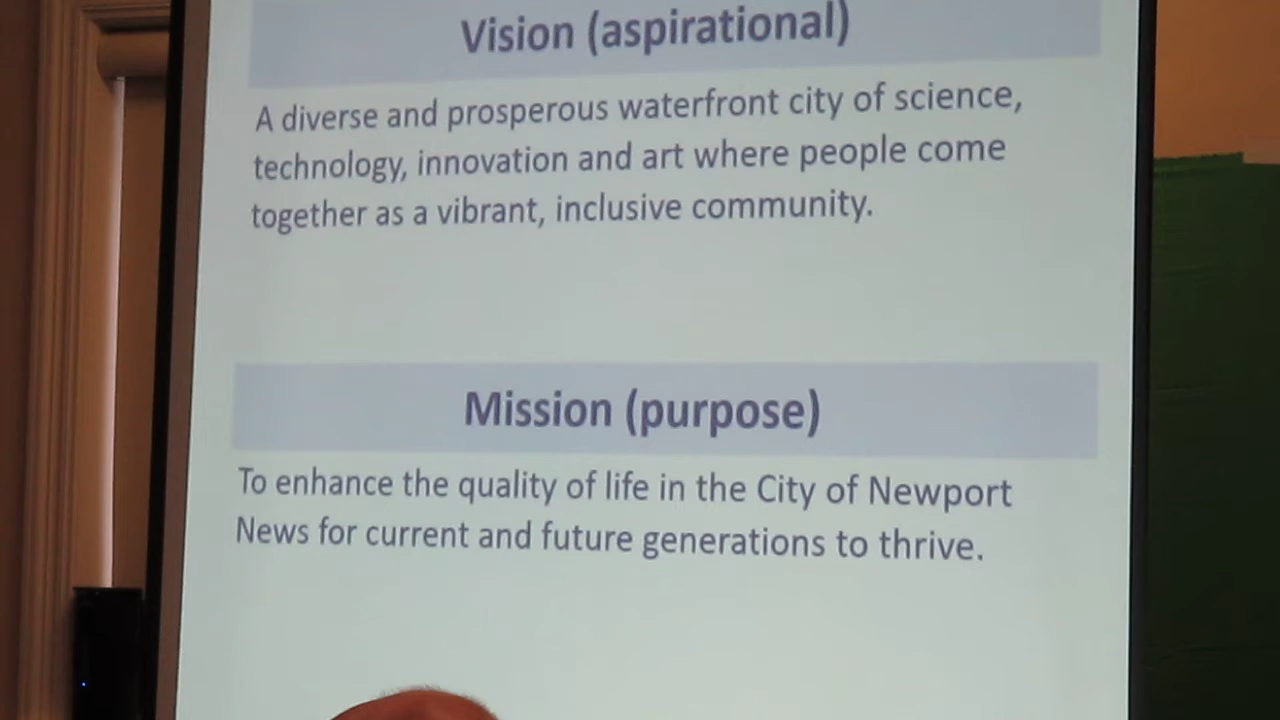 Vision (aspirational)
A diverse and prosperous waterfront city of science,
technology, innovation and art where people come
together as a vibrant, inclusive community.
Mission (purpose)
To enhance the quality of life in the City of Newport
News for current and future generations to thrive.